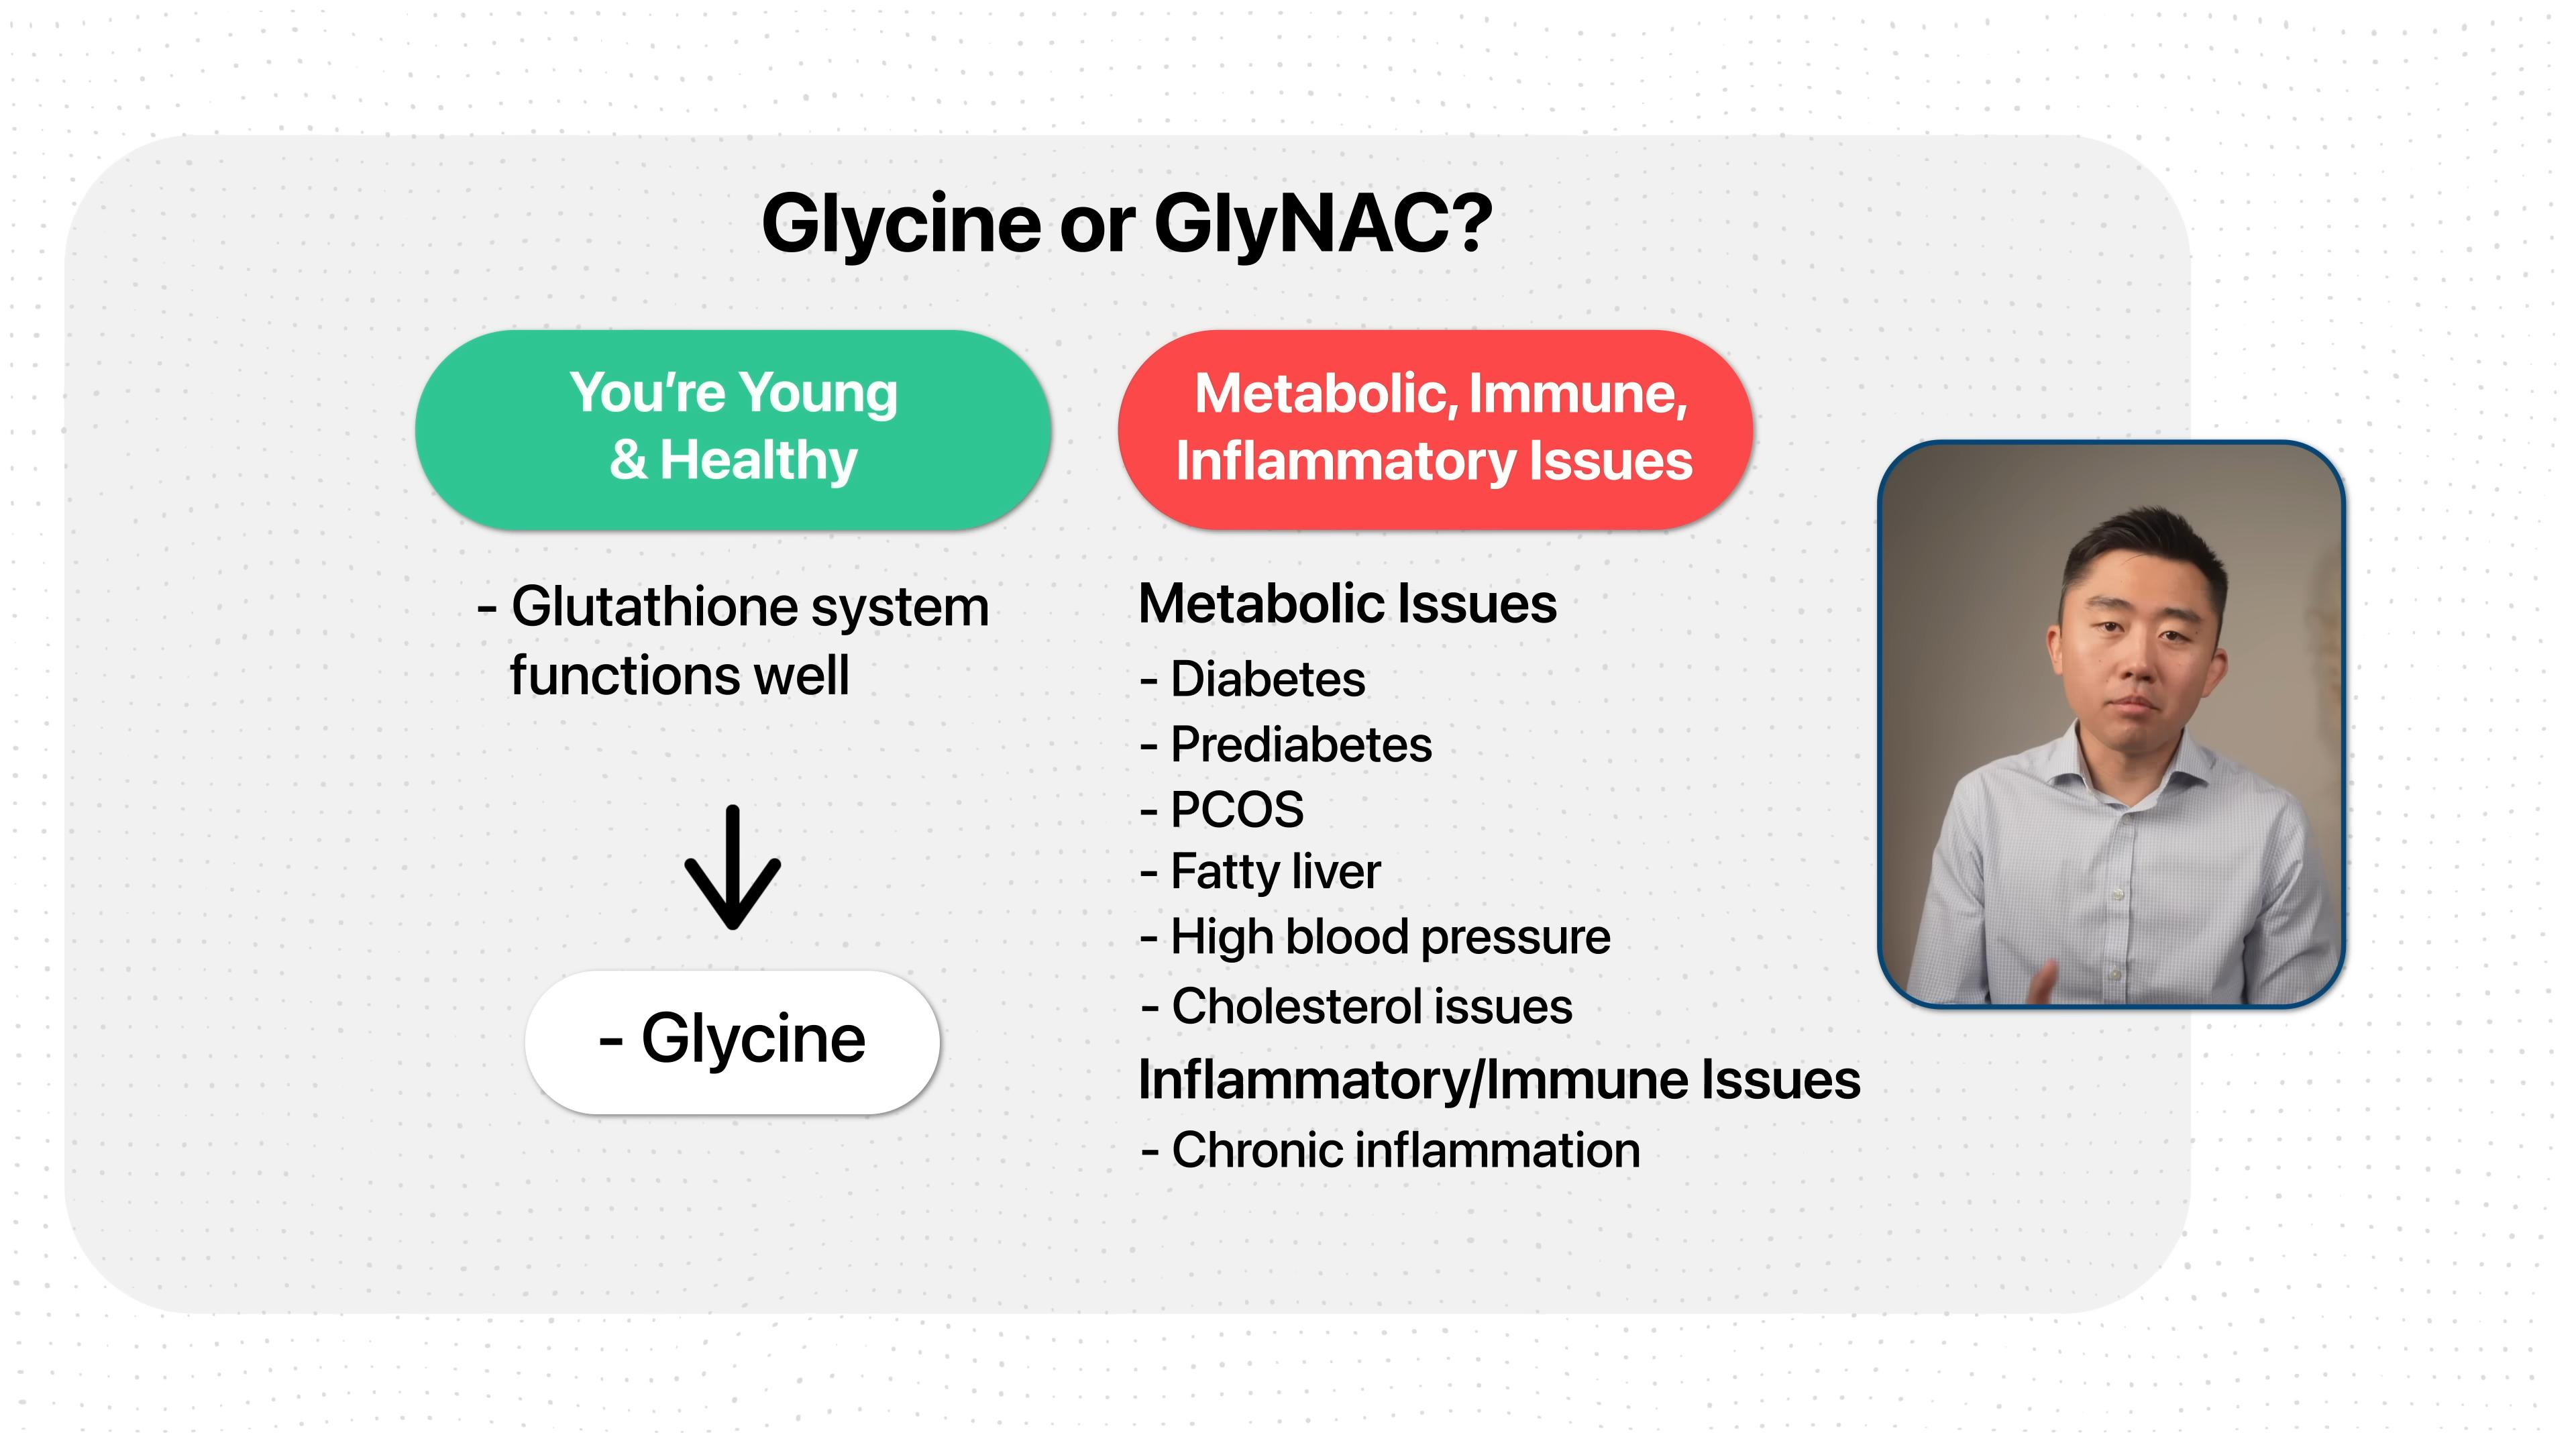 Glycine or GlyNAC?
You’re Young
& Healthy
- Glutathione system
functions well
- Glycine
Metabolic, Immune,
Inflammatory Issues
Metabolic Issues
- Diabetes
- Prediabetes
- PCOS
- Fatty liver
- High blood pressure
- Cholesterol issues
Inflammatory/Immune Issues
- Chronic inflammation